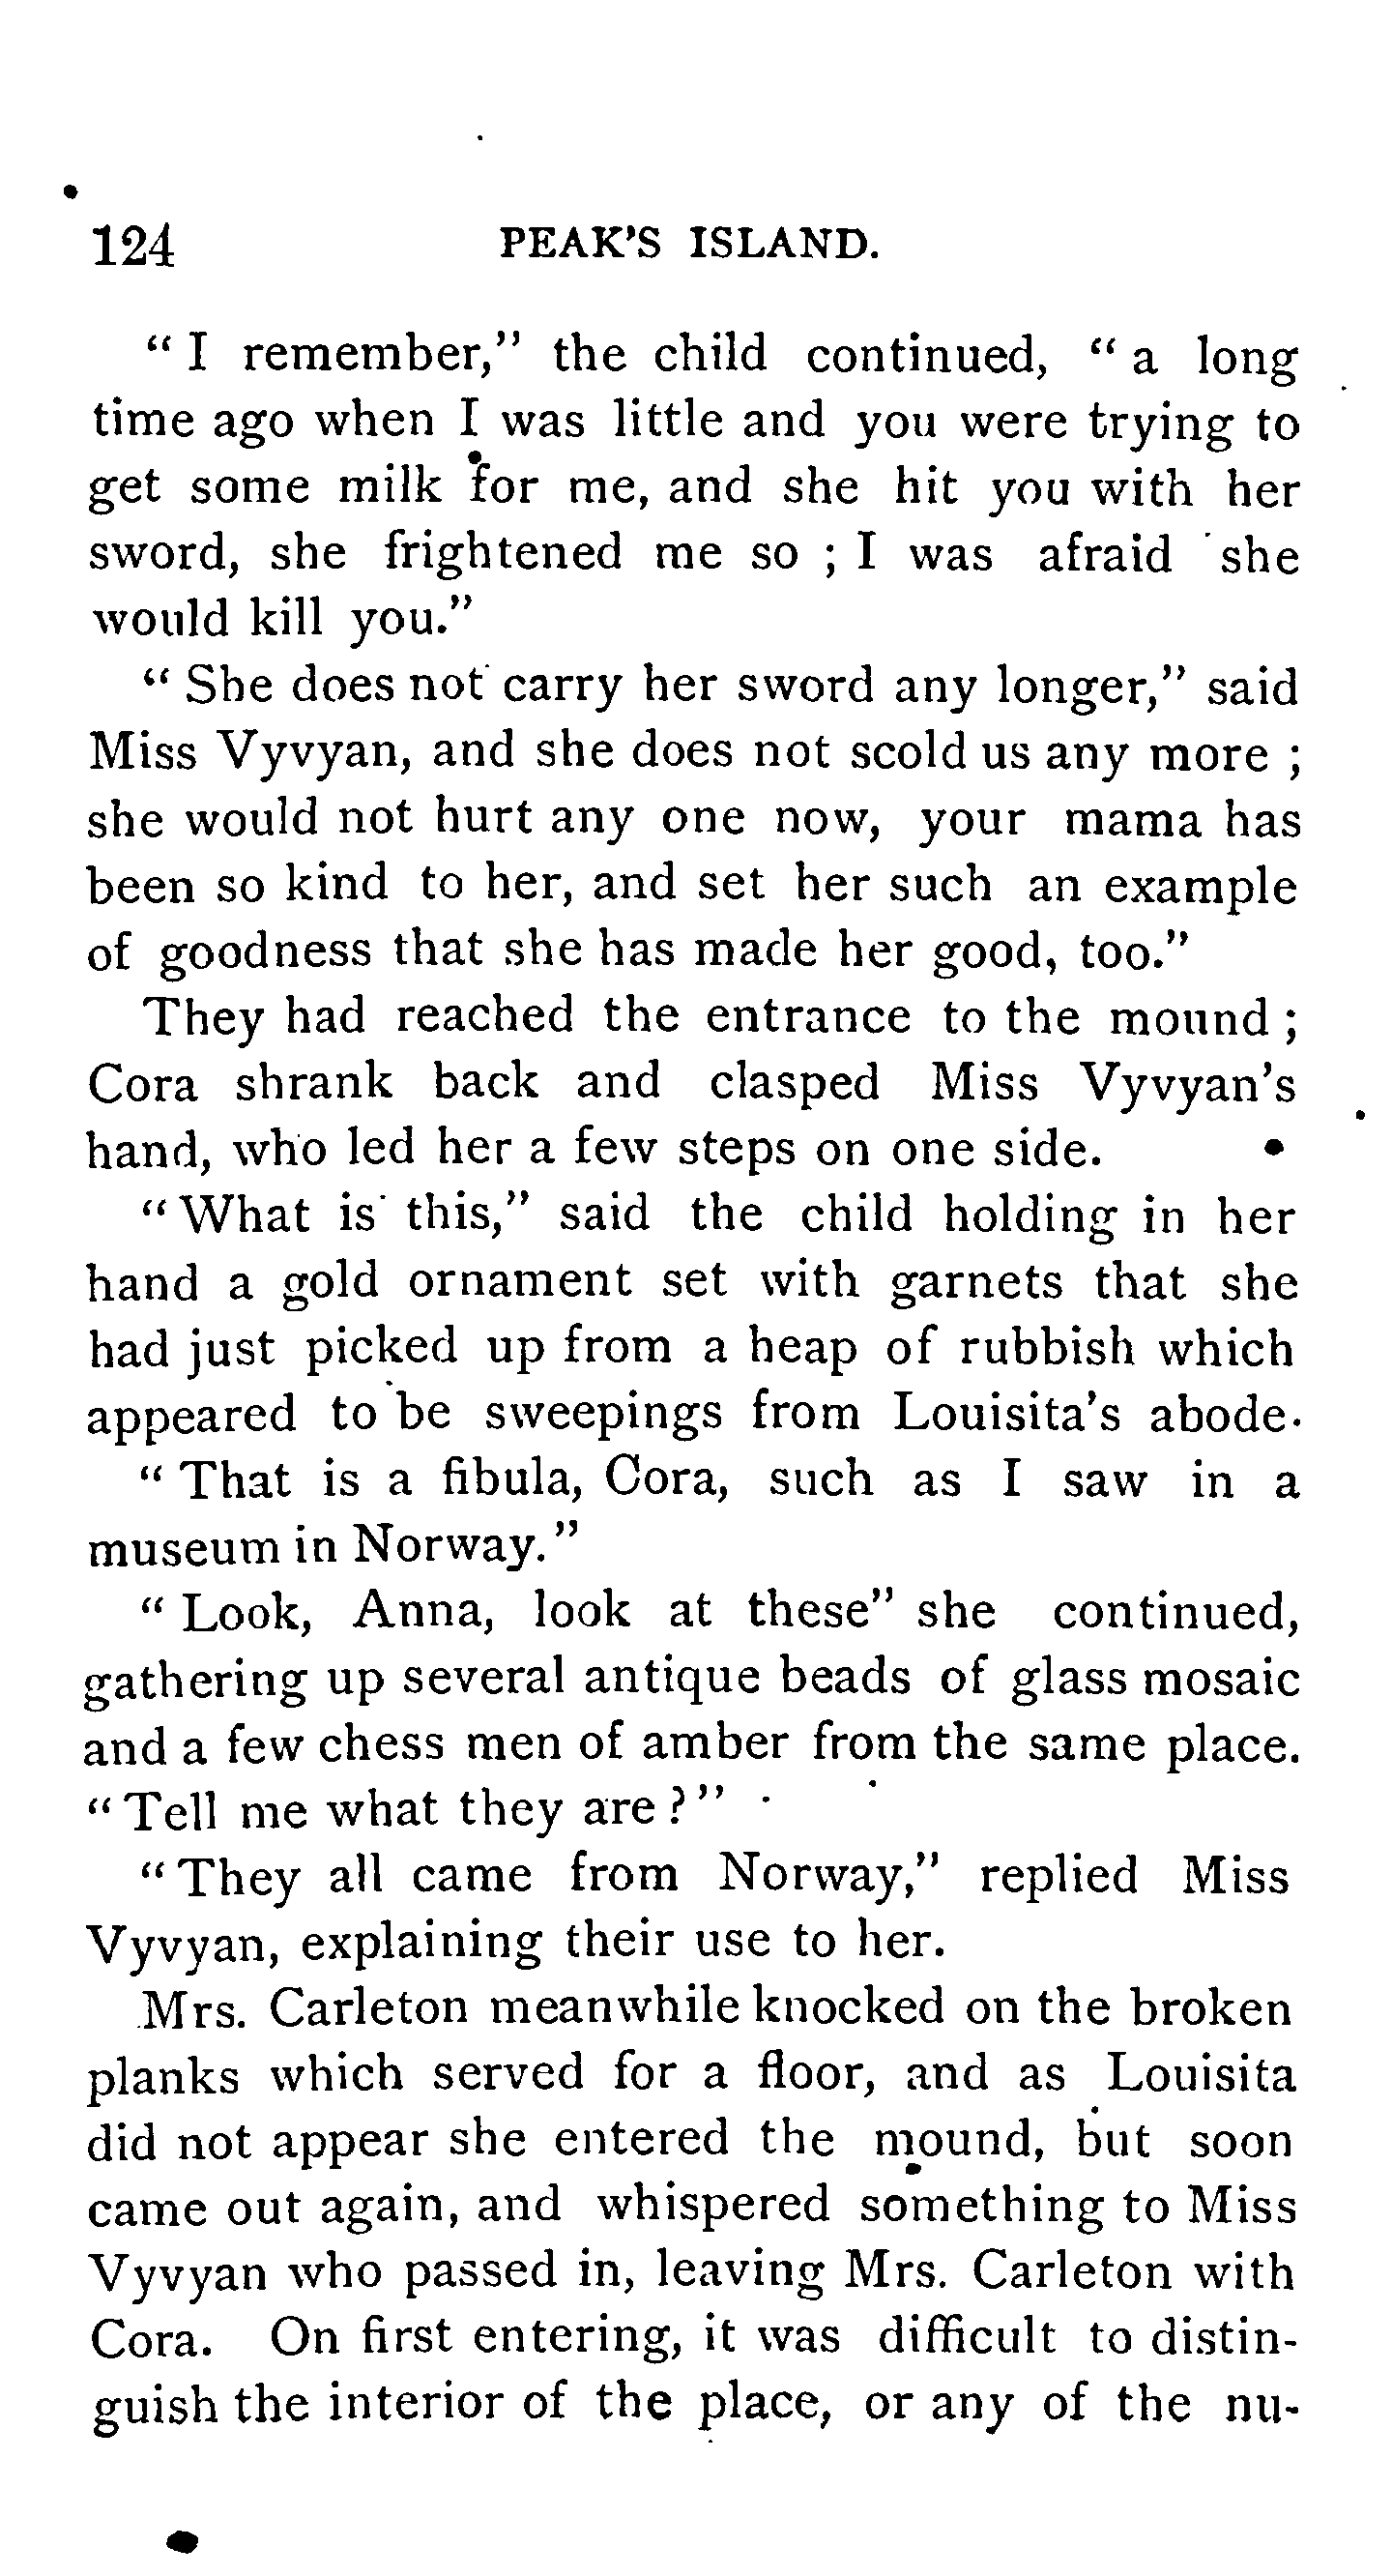 124 PEAK'S ISLAND.
"I remember," the child continued, "a long
time ago when I was little and you were trying to
get some milk for me, and she hit you with her
sword, she frightened me so ; I was afraid she
would kill you."
"She does not carry her sword any longer," said
Miss Vyvyan, and she does not scold us any more ;
she would not hurt any one now, your mama has
been so kind to her, and set her such an example
of goodness that she has made her good, too."
They had reached the entrance to the mound ;
Cora shrank back and clasped Miss Vyvyan's
hand, who led her a few steps on one side.
"What is this," said the child holding in her
hand a gold ornament set with garnets that she
had just picked up from a heap of rubbish which
appeared to be sweepings from Louisita's abode.
"That is a fibula, Cora, such as I saw in a
museum in Norway."
"Look, Anna, look at these" she continued,
gathering up several antique beads of glass mosaic
and a few chess men of amber from the same place.
"Tell me what they are?"
"They all came from Norway," replied Miss
Vyvyan, explaining their use to her.
Mrs. Carleton meanwhile knocked on the broken
planks which served for a floor, and as Louisita
did not appear she entered the mound, but soon
came out again, and whispered something to Miss
Vyvyan who passed in, leaving Mrs. Carleton with
Cora. On first entering, it was difficult to distin-
guish the interior of the place, or any of the nu-